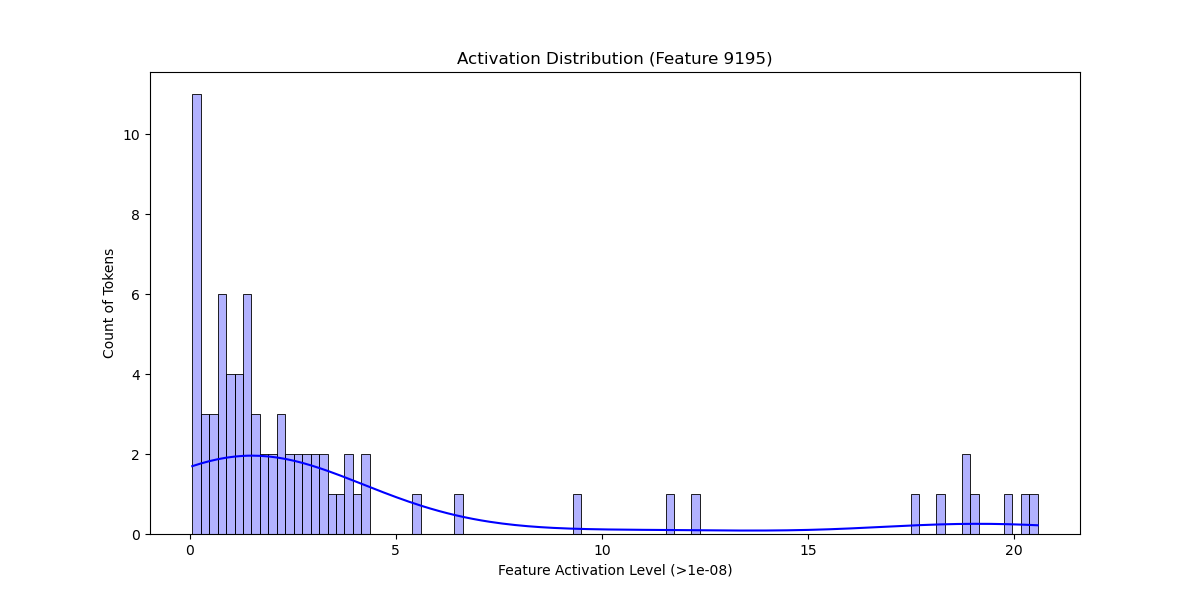 Activation Distribution (Feature 9195)
Count of Tokens
10
8
6
4
2
0
0 5 10 15 20
Feature Activation Level (>1e-08)